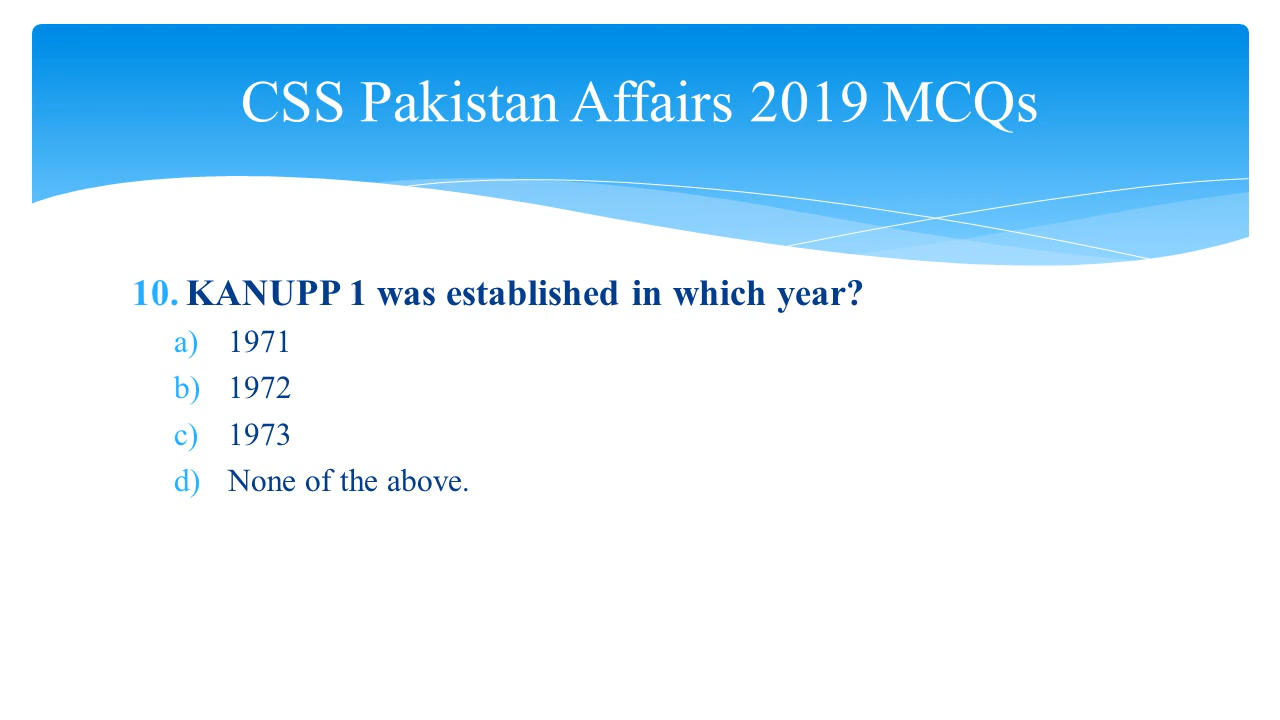 CSS Pakistan Affairs 2019 MCQs
10. KANUPP 1 was established in which year?
a) 1971
b) 1972
c) 1973
d) None of the above.